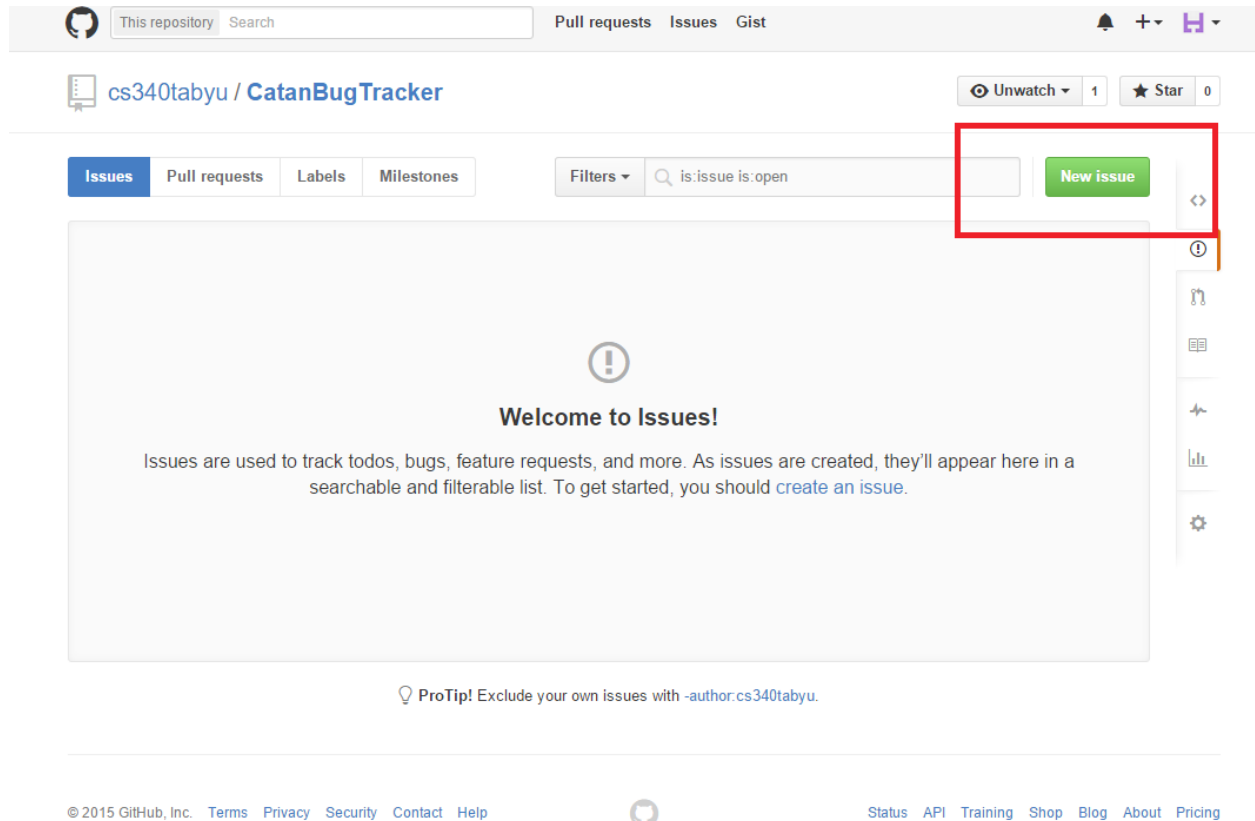 This repository Search Pull requests Issues Gist
cs340tabyu / CatanBugTracker Unwatch 1 Star 0
Issues Pull requests Labels Milestones Filters is:issue is:open New issue
Welcome to Issues!
Issues are used to track todos, bugs, feature requests, and more. As issues are created, they'll appear here in a
searchable and filterable list. To get started, you should create an issue.
ProTip! Exclude your own issues with -author:cs340tabyu.
© 2015 GitHub, Inc. Terms Privacy Security Contact Help Status API Training Shop Blog About Pricing